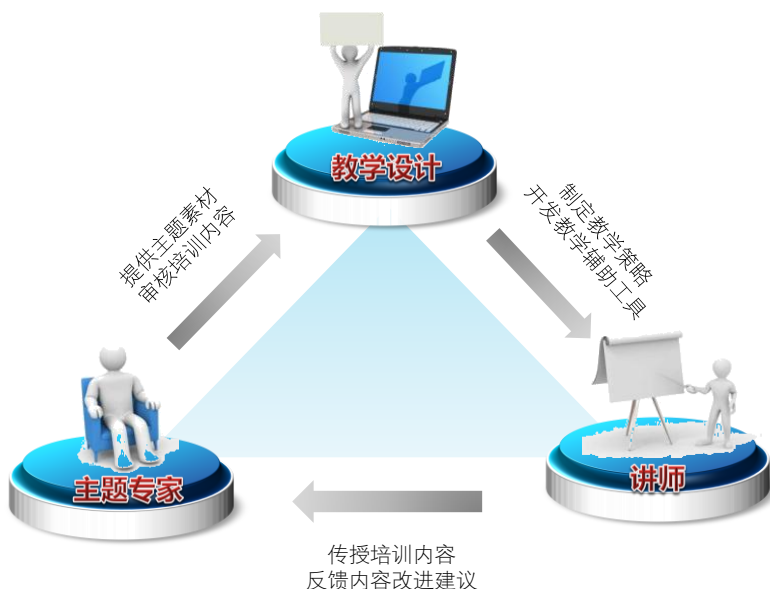 教学设计
提供主题素材
审核培训内容
制定教学策略
开发教学辅助工具
主题专家
讲师
传授培训内容
反馈内容改进建议